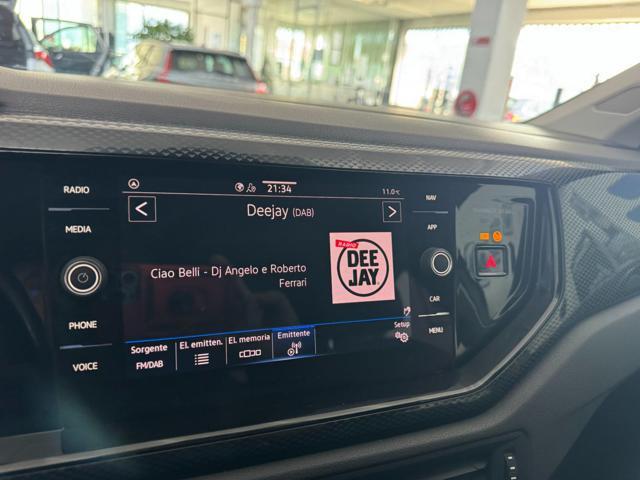 RADIO
MEDIA
PHONE
VOICE
21:34
11.0°C
Deejay (DAB)
Ciao Belli - Dj Angelo e Roberto
Ferrari
RADIO
DEE
JAY
Setup
Sorgente
FM/DAB
El. emitten.
El. memoria
Emittente
NAV
APP
CAR
MENU